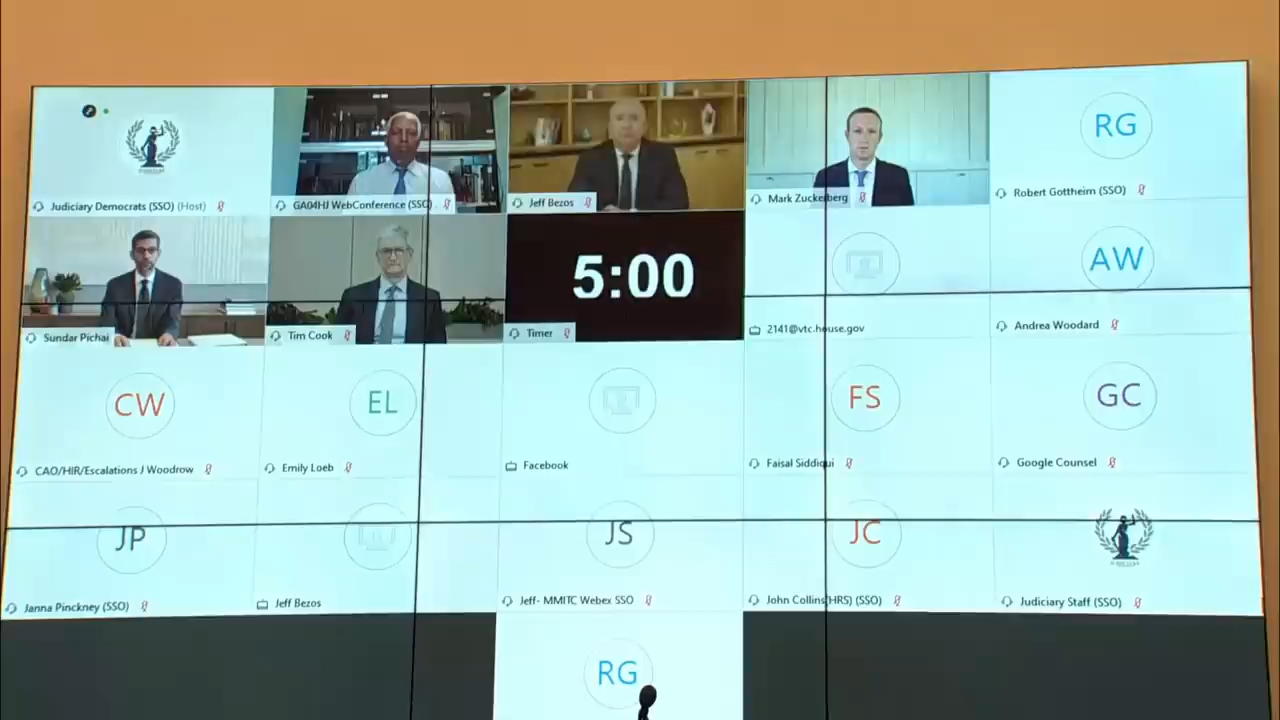 RG
Judiciary Democrats (SSO) (Host)
GA04HJ WebConference (SSO)
Jeff Bezos
Mark Zuckerberg
Robert Gottheim (SSO)
5:00
AW
Sundar Pichai
Tim Cook
Timer
2141@vtc.house.gov
Andrea Woodard
CW
EL
FS
GC
CAO/HIR/Escalations J Woodrow
Emily Loeb
Facebook
Faisal Siddiqui
Google Counsel
JP
JS
JC
Janna Pinckney (SSO)
Jeff Bezos
Jeff- MMITC Webex SSO
John Collins(HRS) (SSO)
Judiciary Staff (SSO)
RG